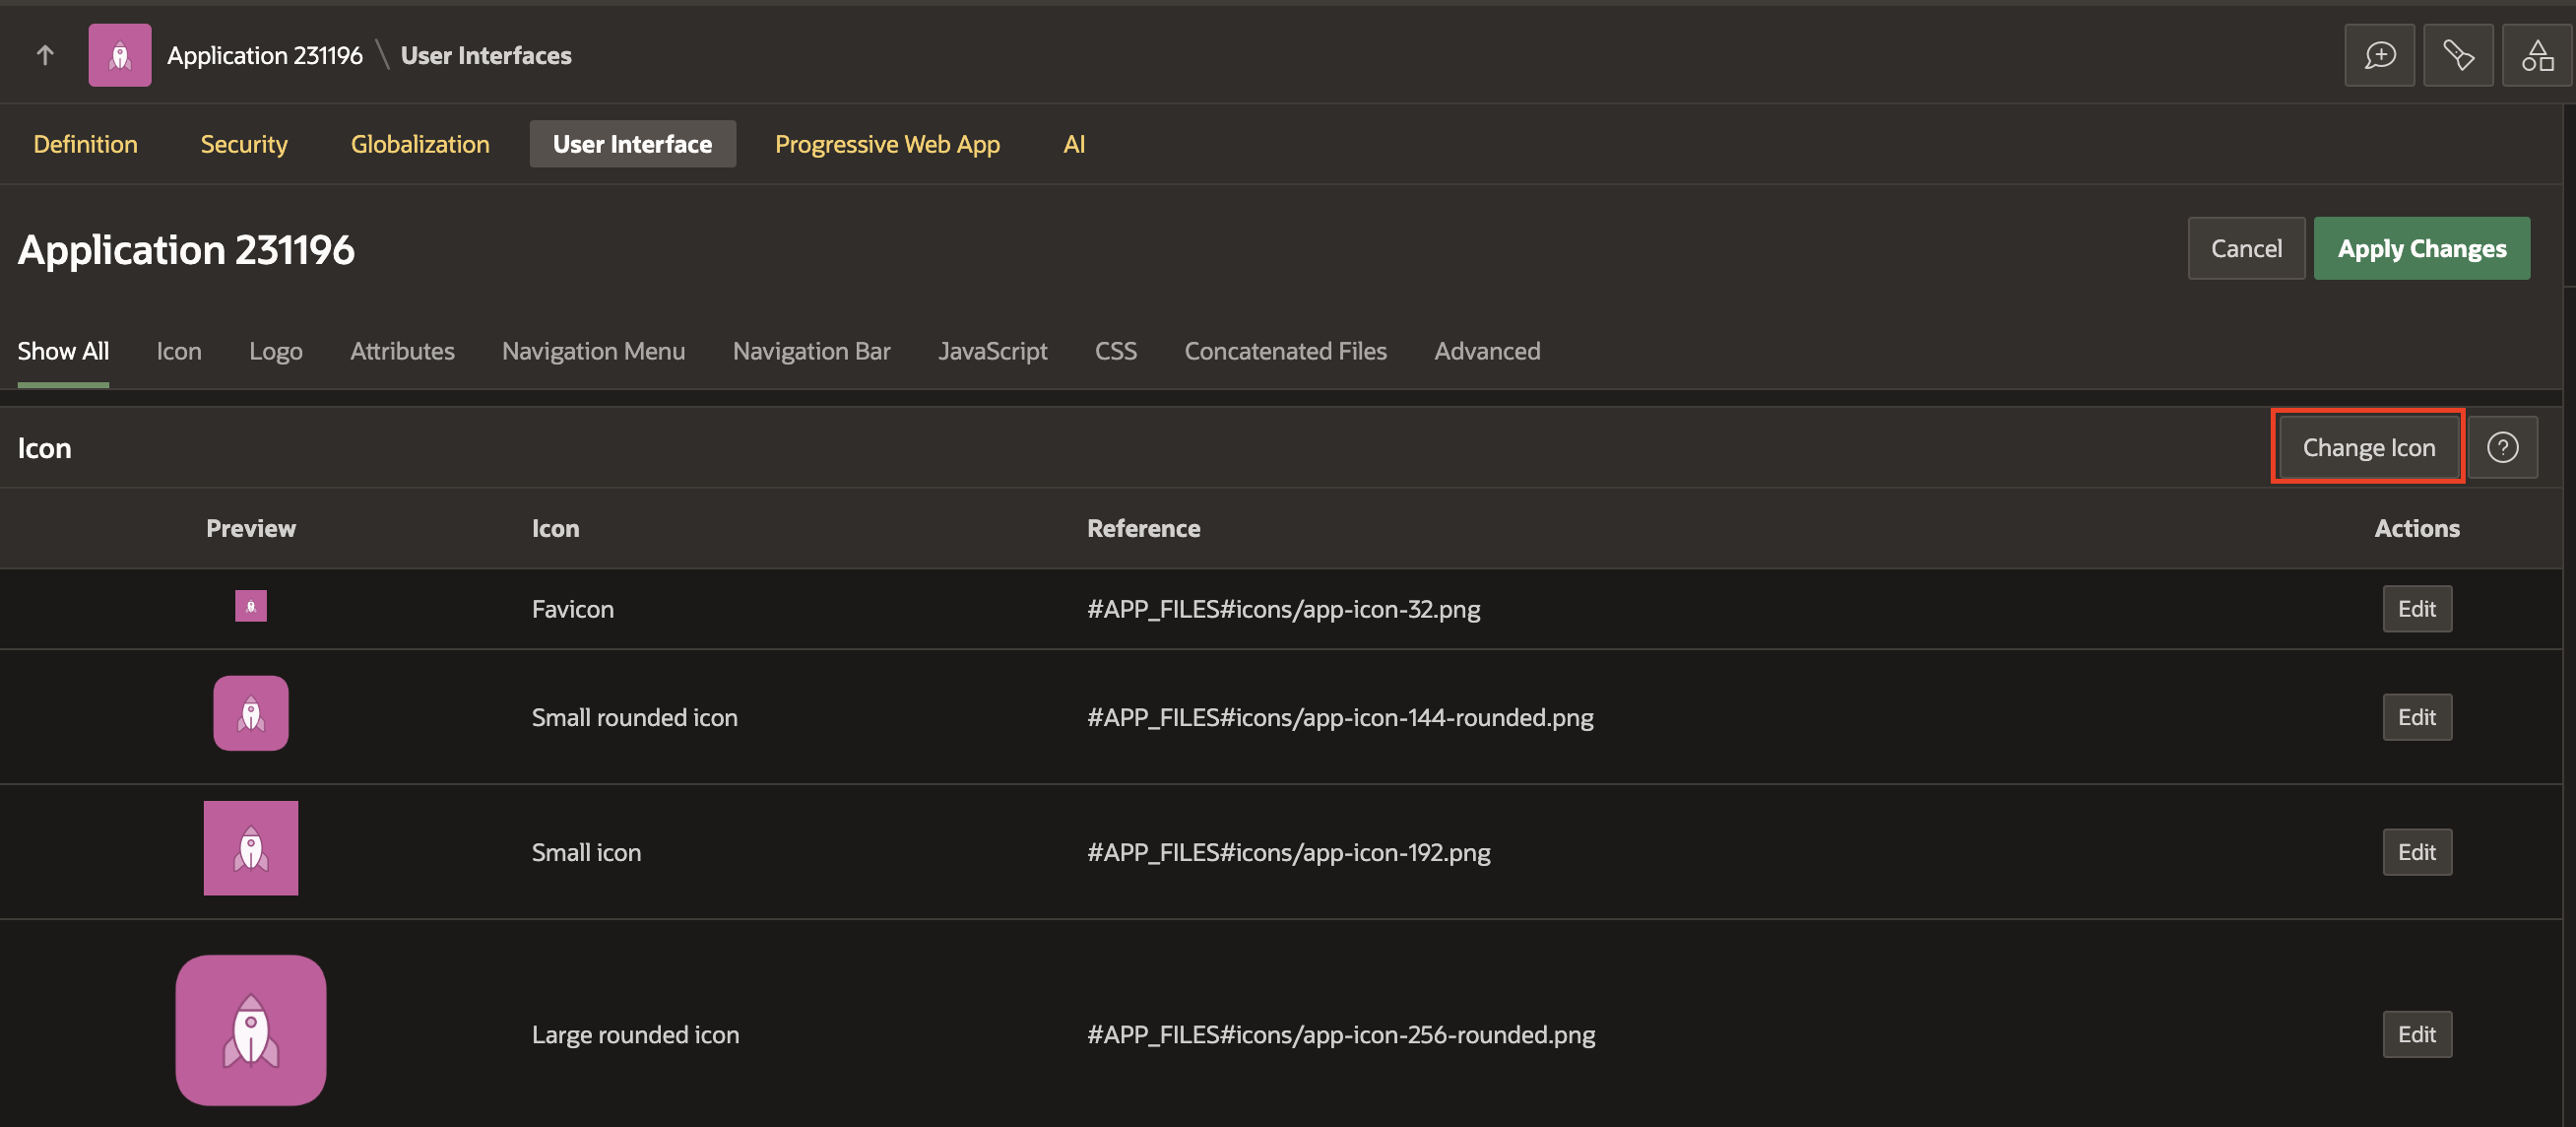 Application 231196 \ User Interfaces
Definition Security Globalization User Interface Progressive Web App AI
Application 231196
Cancel Apply Changes
Show All Icon Logo Attributes Navigation Menu Navigation Bar JavaScript CSS Concatenated Files Advanced
Icon Change Icon ?
Preview Icon Reference Actions
Favicon #APP_FILES#icons/app-icon-32.png Edit
Small rounded icon #APP_FILES#icons/app-icon-144-rounded.png Edit
Small icon #APP_FILES#icons/app-icon-192.png Edit
Large rounded icon #APP_FILES#icons/app-icon-256-rounded.png Edit